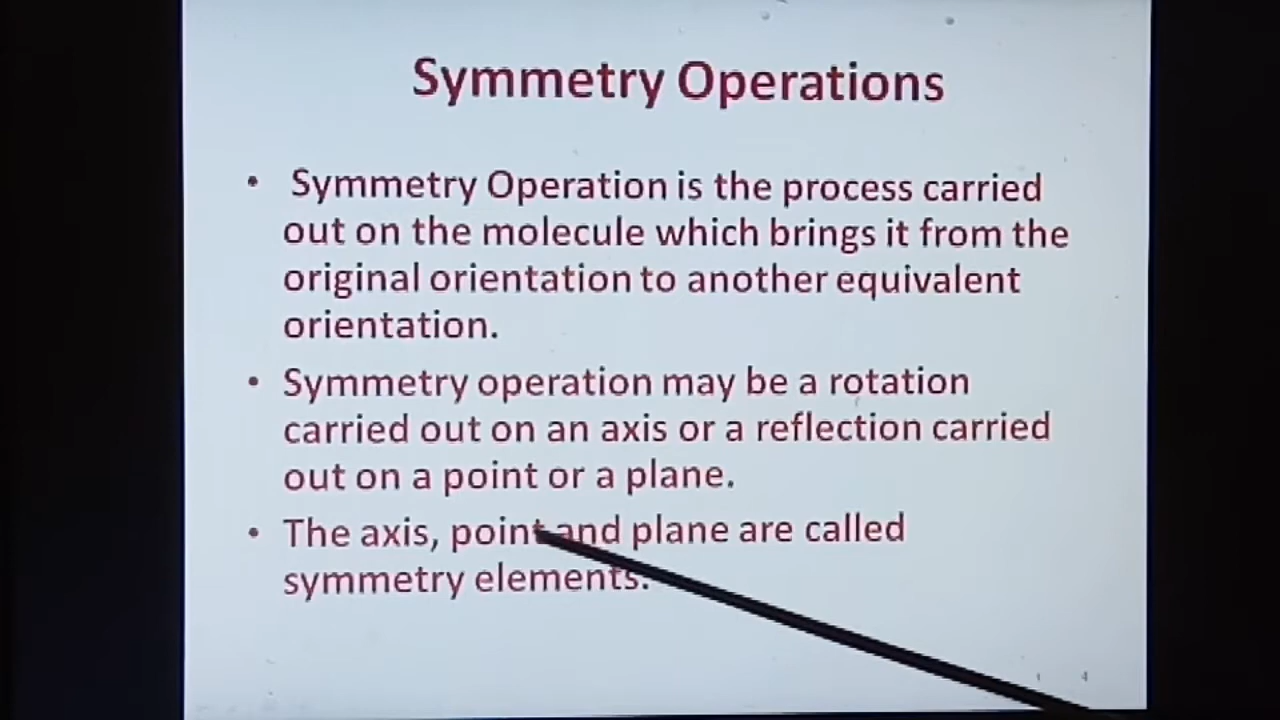 Symmetry Operations
• Symmetry Operation is the process carried
out on the molecule which brings it from the
original orientation to another equivalent
orientation.
• Symmetry operation may be a rotation
carried out on an axis or a reflection carried
out on a point or a plane.
• The axis, point and plane are called
symmetry elements.
4